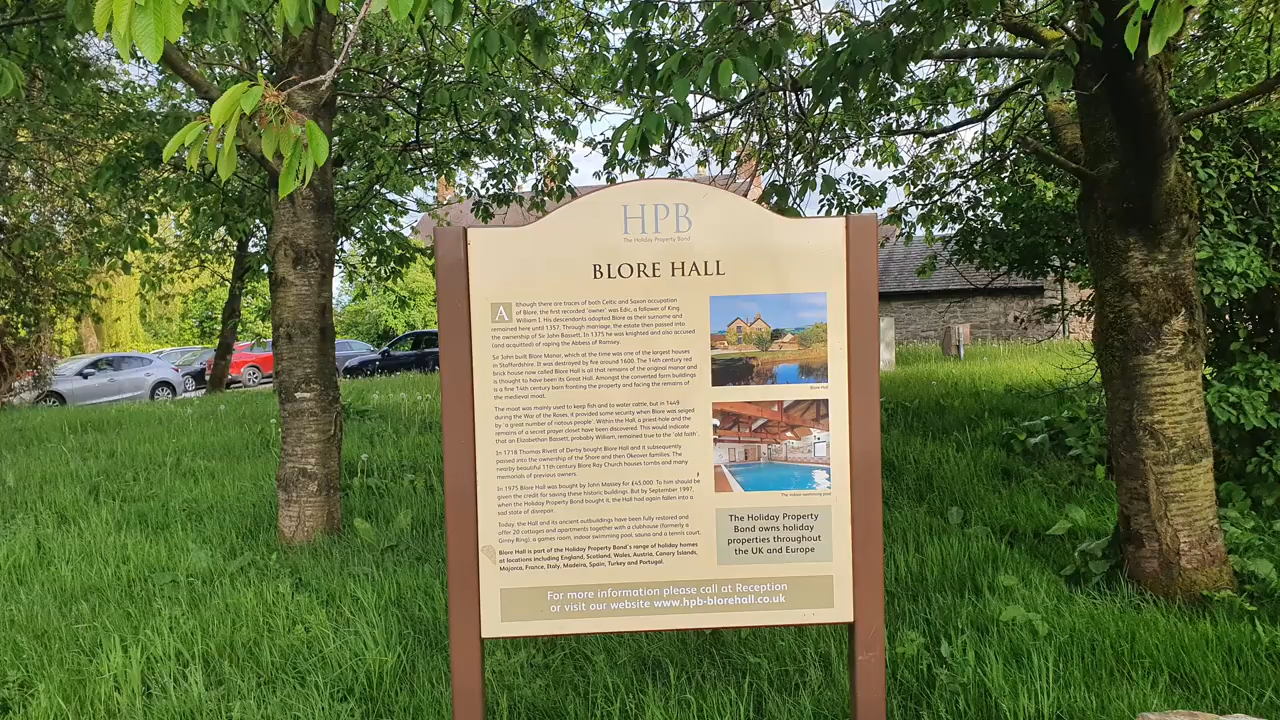 HPB
The Holiday Property Bond
BLORE HALL
Although there are traces of both Celtic and Saxon occupation
of Blore, the first recorded 'owner' was Edic, a follower of King
William I. His descendants adopted Blore as their surname and
remained here until 1357. Through marriage, the estate then passed into
the ownership of Sir John Bassett. In 1375 he was knighted and also accused
(and acquitted) of raping the Abbess of Ramsey.
Sir John built Blore Manor, which at the time was one of the largest houses
in Staffordshire. It was destroyed by fire around 1600. The 14th century red
brick house now called Blore Hall is all that remains of the original manor and
is thought to have been its Great Hall. Amongst the converted farm buildings
is a fine 14th century barn fronting the property and facing the remains of
the medieval moat.
The moat was mainly used to keep fish and to water cattle, but in 1449
during the War of the Roses, it provided some security when Blore was seized
by 'a great number of riotous people'. Within the Hall, a priest-hole and the
remains of a secret prayer closet have been discovered. This would indicate
that an Elizabethan Bassett, probably William, remained true to the 'old faith'.
In 1718 Thomas Rivett of Derby bought Blore Hall and it subsequently
passed into the ownership of the Shore and then Okeover families. The
nearby beautiful 11th century Blore Ray Church houses tombs and many
memorials of previous owners.
In 1975 Blore Hall was bought by John Massey for £45,000. To him should be
given the credit for saving these historic buildings. But by September 1997,
when the Holiday Property Bond bought it, the Hall had again fallen into a
sad state of disrepair.
Today, the Hall and its ancient outbuildings have been fully restored and
offer 20 cottages and apartments together with a clubhouse (formerly a
Ginny Ring), a games room, indoor swimming pool, sauna and a tennis court.
Blore Hall is part of the Holiday Property Bond's range of holiday homes
at locations including England, Scotland, Wales, Austria, Canary Islands,
Majorca, France, Italy, Madeira, Spain, Turkey and Portugal.
Blore Hall
The indoor swimming pool
The Holiday Property
Bond owns holiday
properties throughout
the UK and Europe
For more information please call at Reception
or visit our website www.hpb-blorehall.co.uk